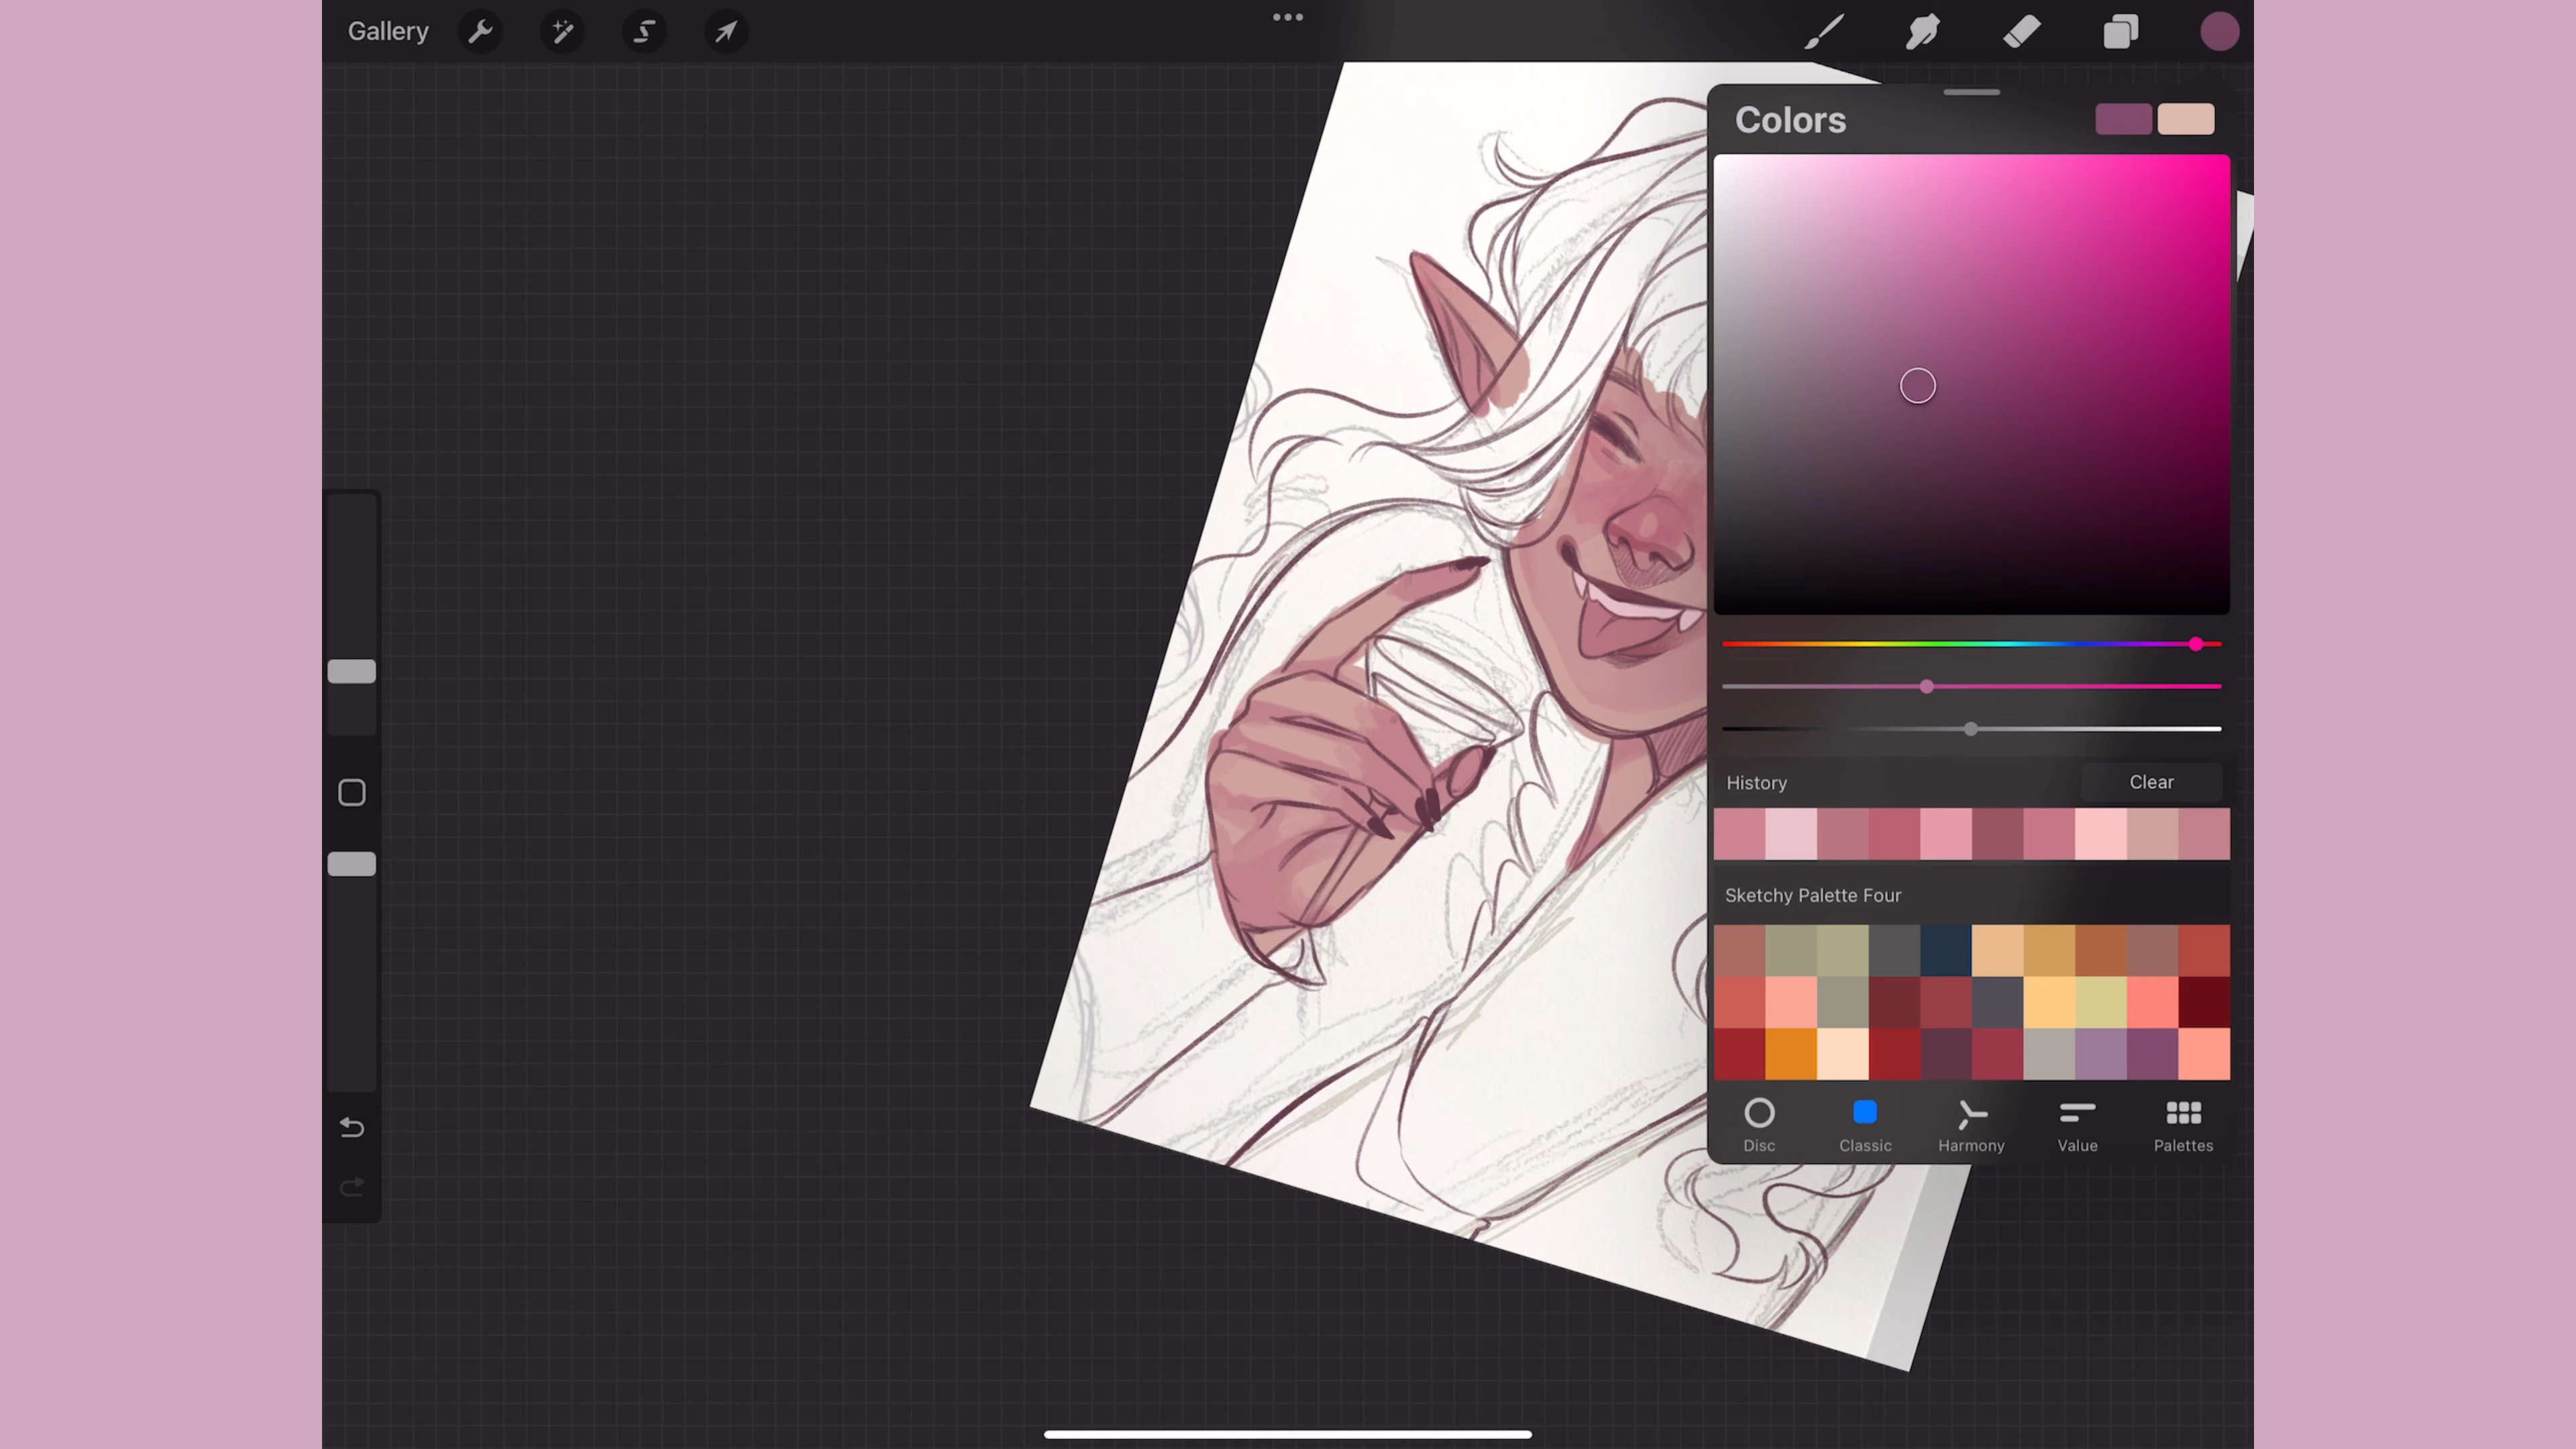 Gallery
Colors
History
Clear
Sketchy Palette Four
Disc
Classic
Harmony
Value
Palettes